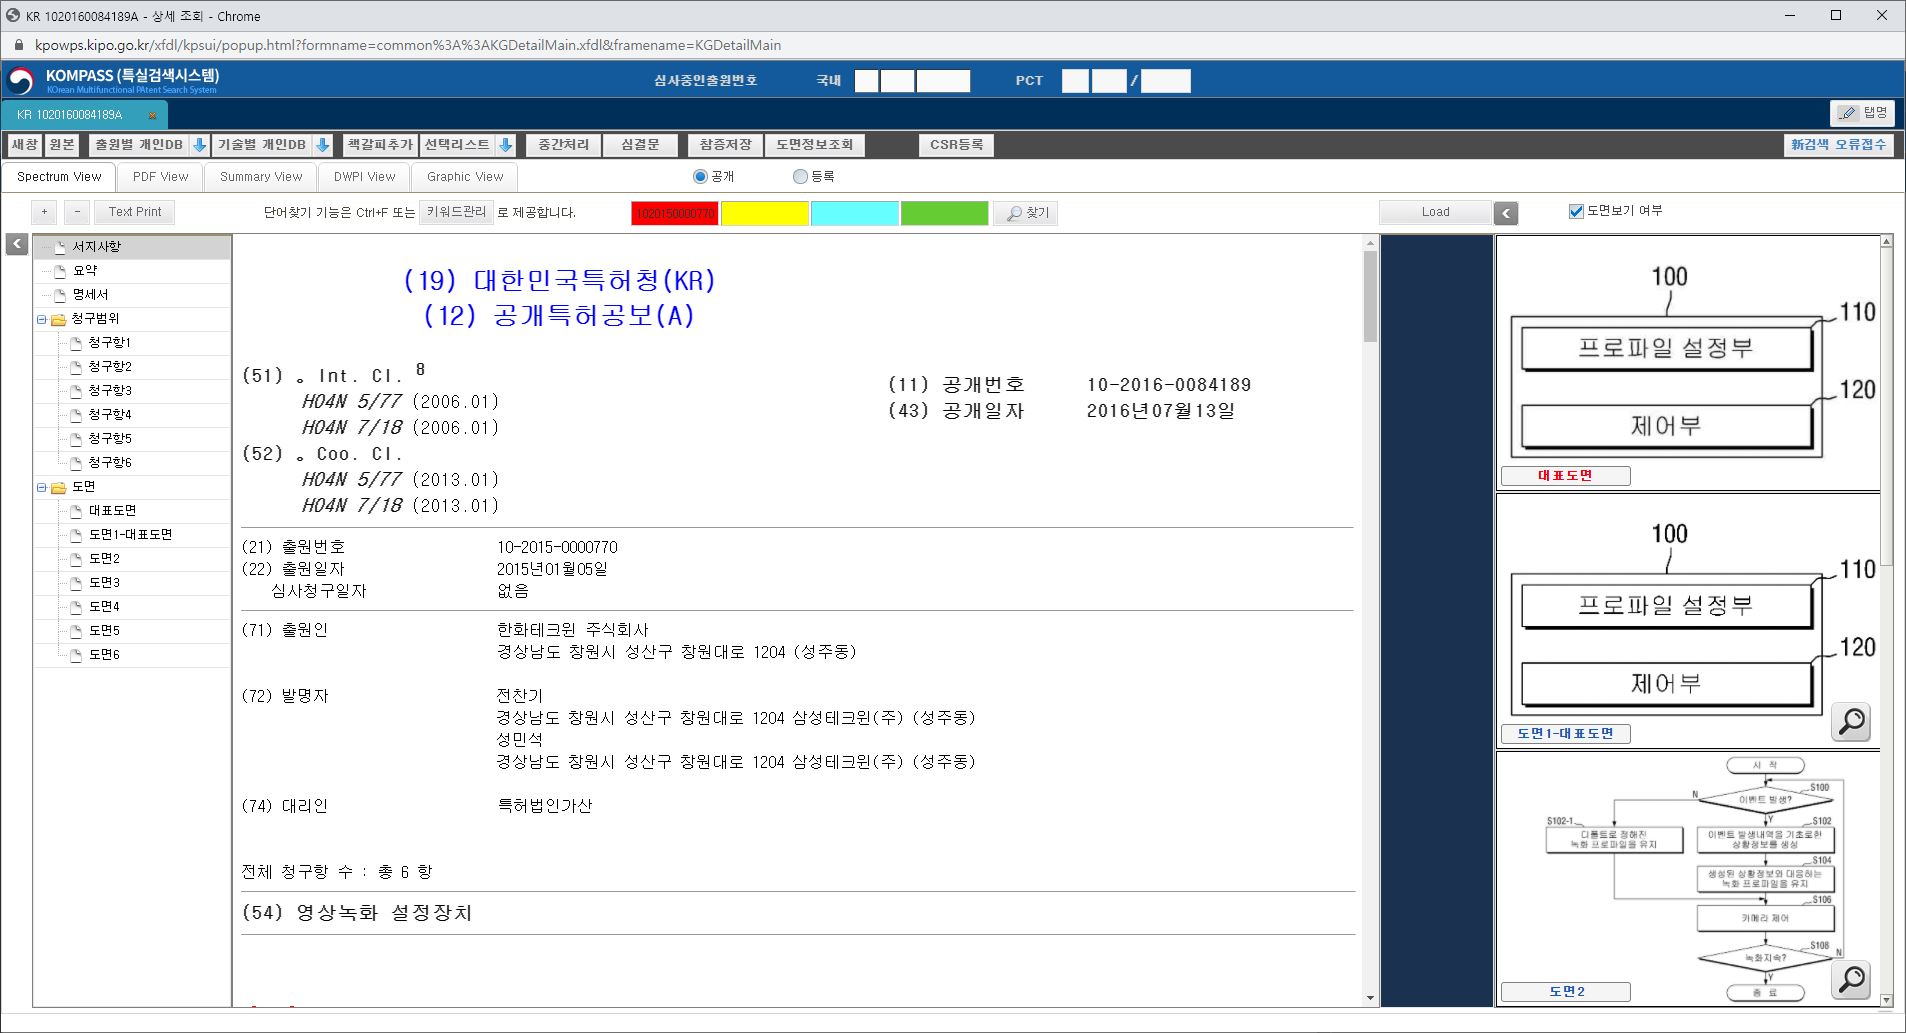 KR 1020160084189A - 상세 조회 - Chrome
kpowps.kipo.go.kr/xfdl/kpsui/popup.html?formname=common%3A%3AKGDetailMain.xfdl&framename=KGDetailMain
KOMPASS (특실검색시스템)
KOrean Multifunctional PAtent Search System
심사중인출원번호 국내 PCT /
KR 1020160084189A
탭명
새창 원본 출원별 개인DB 기술별 개인DB 책갈피추가 선택리스트 중간처리 심결문 참증저장 도면정보조회 CSR등록 新검색 오류접수
Spectrum View PDF View Summary View DWPI View Graphic View 공개 등록
+ - Text Print 단어찾기 기능은 Ctrl+F 또는 키워드관리 로 제공합니다. 1020150000770 찾기 Load < 도면보기 여부
<
서지사항
요약
명세서
청구범위
청구항1
청구항2
청구항3
청구항4
청구항5
청구항6
도면
대표도면
도면1-대표도면
도면2
도면3
도면4
도면5
도면6
(19) 대한민국특허청(KR)
(12) 공개특허공보(A)
(51) 。Int. Cl. 8
H04N 5/77 (2006.01)
H04N 7/18 (2006.01)
(52) 。Coo. Cl.
H04N 5/77 (2013.01)
H04N 7/18 (2013.01)
(11) 공개번호 10-2016-0084189
(43) 공개일자 2016년07월13일
(21) 출원번호 10-2015-0000770
(22) 출원일자 2015년01월05일
심사청구일자 없음
(71) 출원인 한화테크윈 주식회사
경상남도 창원시 성산구 창원대로 1204 (성주동)
(72) 발명자 전찬기
경상남도 창원시 성산구 창원대로 1204 삼성테크윈(주) (성주동)
성민석
경상남도 창원시 성산구 창원대로 1204 삼성테크윈(주) (성주동)
(74) 대리인 특허법인가산
전체 청구항 수 : 총 6 항
(54) 영상녹화 설정장치
100
110
프로파일 설정부
120
제어부
대표도면
100
110
프로파일 설정부
120
제어부
도면1-대표도면
시 작
S100
N 이벤트 발생?
Y
S102-1 S102
디폴트로 정해진
녹화 프로파일을 유지
이벤트 발생내역을 기초로한
상황정보를 생성
S104
생성된 상황정보와 대응하는
녹화 프로파일을 유지
S106
카메라 제어
S108
녹화지속? N
Y
종 료
도면2